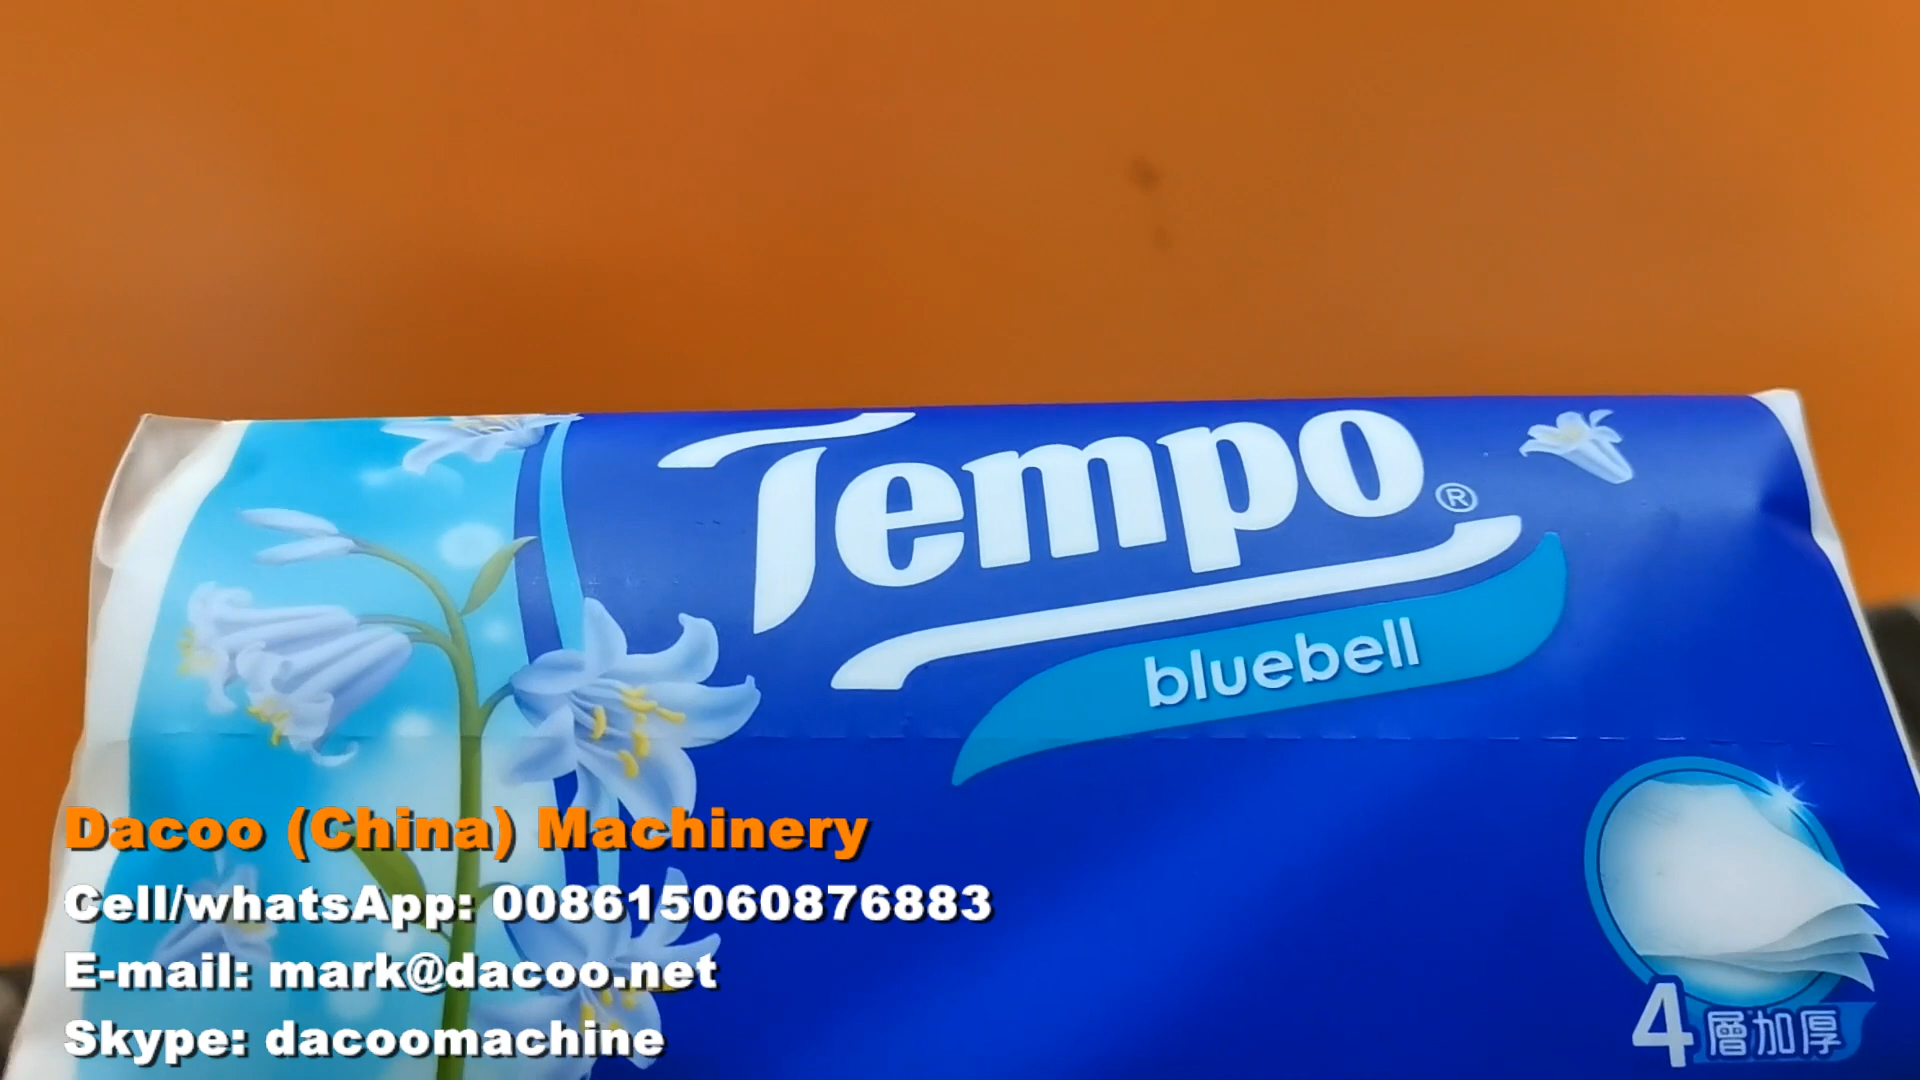 Tempo®
bluebell
4層加厚
Dacoo (China) Machinery
Cell/whatsApp: 008615060876883
E-mail: mark@dacoo.net
Skype: dacoomachine